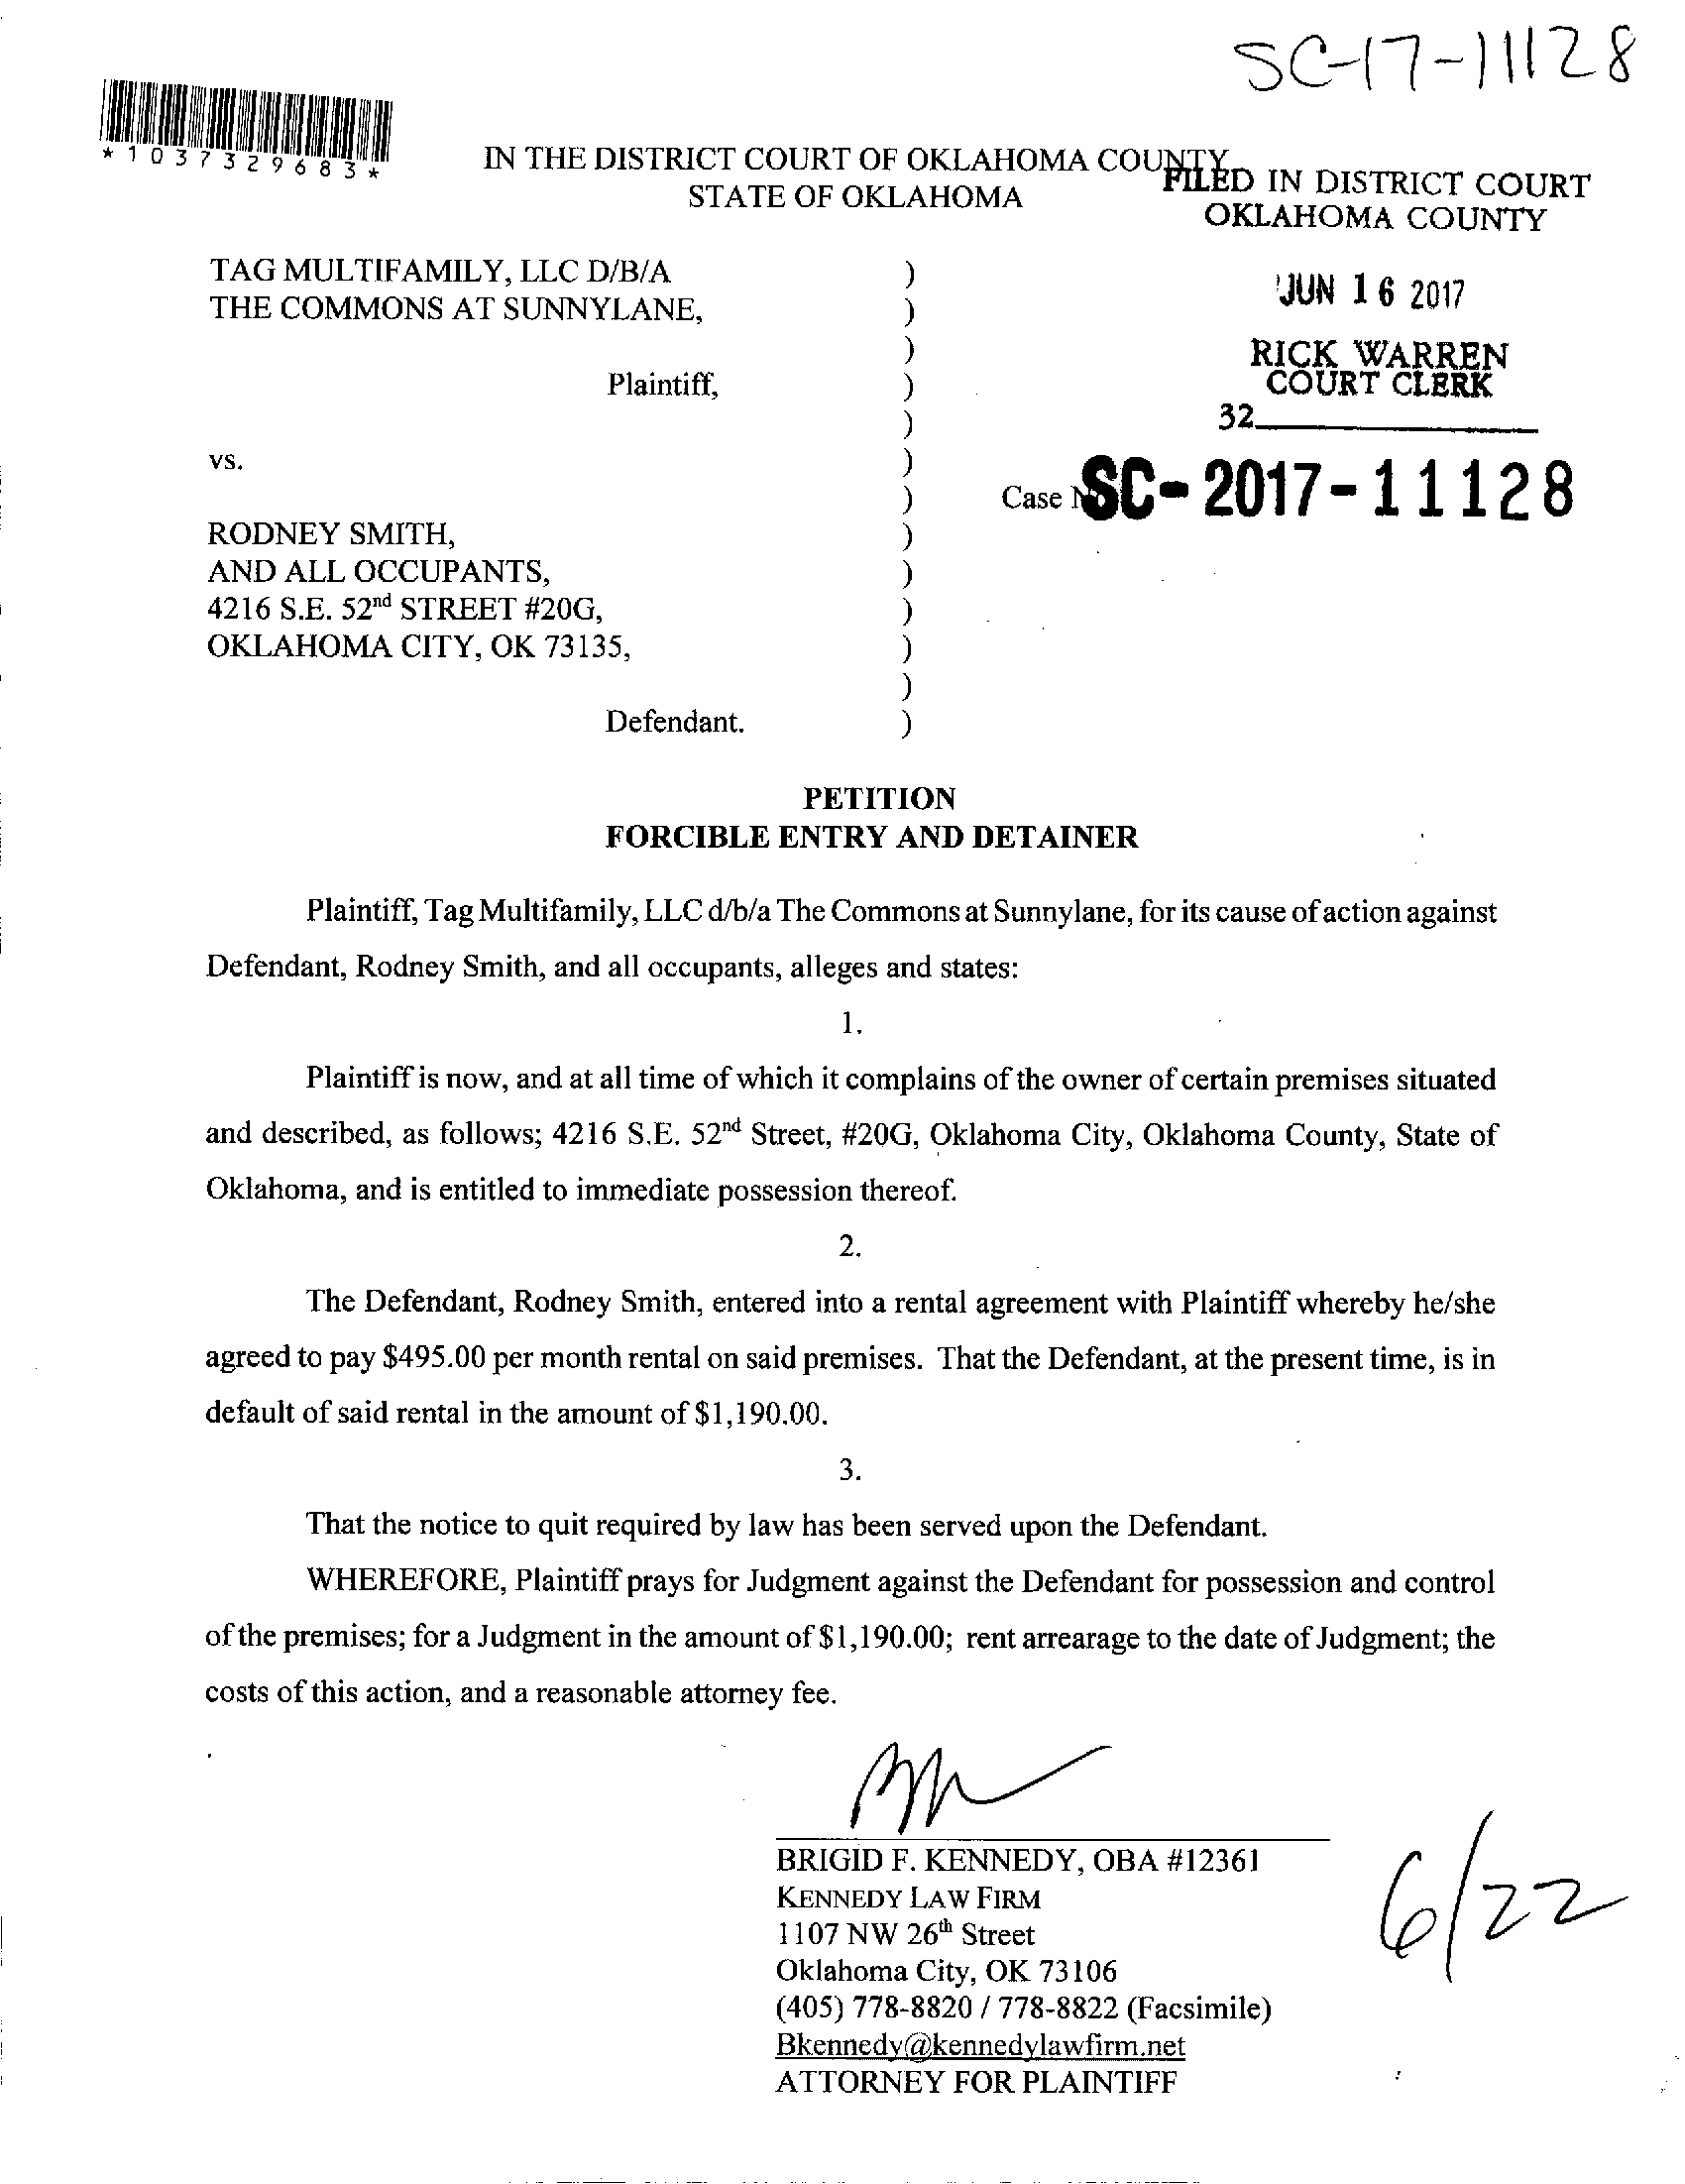 SC-17-11128
*1037329683*
IN THE DISTRICT COURT OF OKLAHOMA COUNTY
STATE OF OKLAHOMA
FILED IN DISTRICT COURT
OKLAHOMA COUNTY
JUN 16 2017
RICK WARREN
COURT CLERK
32
TAG MULTIFAMILY, LLC D/B/A )
THE COMMONS AT SUNNYLANE, )
)
Plaintiff, )
)
vs. )
) Case SC-2017-11128
RODNEY SMITH, )
AND ALL OCCUPANTS, )
4216 S.E. 52nd STREET #20G, )
OKLAHOMA CITY, OK 73135, )
)
Defendant. )
PETITION
FORCIBLE ENTRY AND DETAINER
Plaintiff, Tag Multifamily, LLC d/b/a The Commons at Sunnylane, for its cause of action against
Defendant, Rodney Smith, and all occupants, alleges and states:
1.
Plaintiff is now, and at all time of which it complains of the owner of certain premises situated
and described, as follows; 4216 S.E. 52nd Street, #20G, Oklahoma City, Oklahoma County, State of
Oklahoma, and is entitled to immediate possession thereof.
2.
The Defendant, Rodney Smith, entered into a rental agreement with Plaintiff whereby he/she
agreed to pay $495.00 per month rental on said premises. That the Defendant, at the present time, is in
default of said rental in the amount of $1,190.00.
3.
That the notice to quit required by law has been served upon the Defendant.
WHEREFORE, Plaintiff prays for Judgment against the Defendant for possession and control
of the premises; for a Judgment in the amount of $1,190.00; rent arrearage to the date of Judgment; the
costs of this action, and a reasonable attorney fee.
BRIGID F. KENNEDY, OBA #12361
KENNEDY LAW FIRM
1107 NW 26th Street
Oklahoma City, OK 73106
(405) 778-8820 / 778-8822 (Facsimile)
Bkennedy@kennedylawfirm.net
ATTORNEY FOR PLAINTIFF
6/22